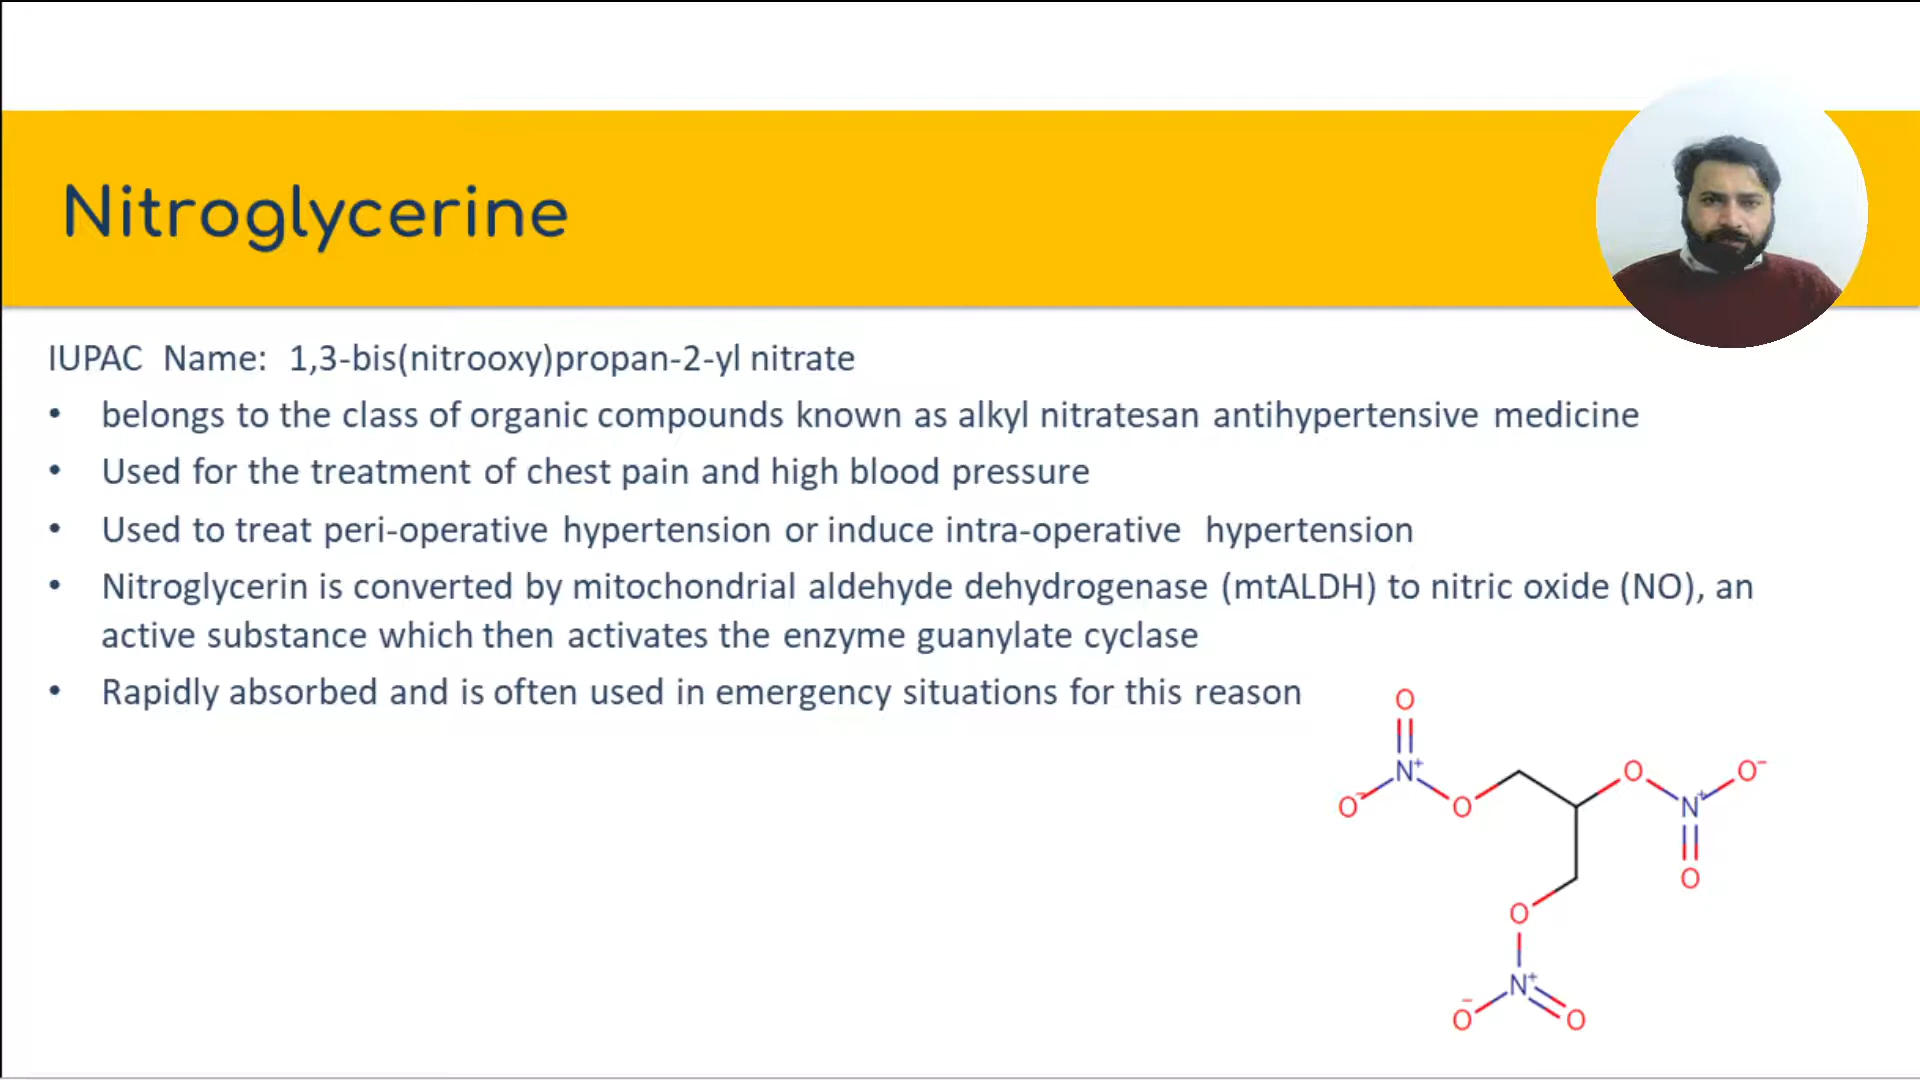 Nitroglycerine
IUPAC Name: 1,3-bis(nitrooxy)propan-2-yl nitrate
• belongs to the class of organic compounds known as alkyl nitratesan antihypertensive medicine
• Used for the treatment of chest pain and high blood pressure
• Used to treat peri-operative hypertension or induce intra-operative hypertension
• Nitroglycerin is converted by mitochondrial aldehyde dehydrogenase (mtALDH) to nitric oxide (NO), an
active substance which then activates the enzyme guanylate cyclase
• Rapidly absorbed and is often used in emergency situations for this reason
O
N⁺ O O⁻
O⁻ O N⁺
O
O
N⁺
O⁻ O